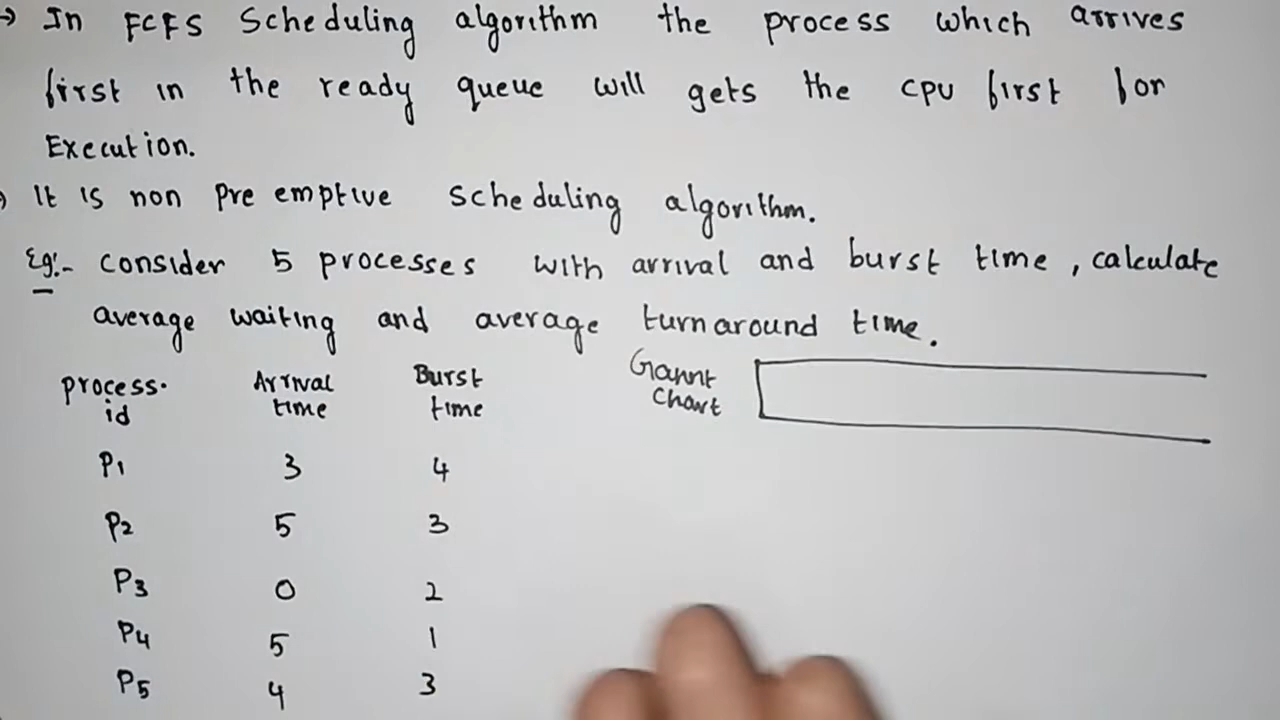 → In FCFS Scheduling algorithm the process which arrives
first in the ready queue will gets the cpu first for
Execution.
→ It is non Pre emptive scheduling algorithm.
Eg:- consider 5 processes with arrival and burst time, calculate
average waiting and average turnaround time.
process. id Arrival time Burst time Gannt chart
P1 3 4
P2 5 3
P3 0 2
P4 5 1
P5 4 3